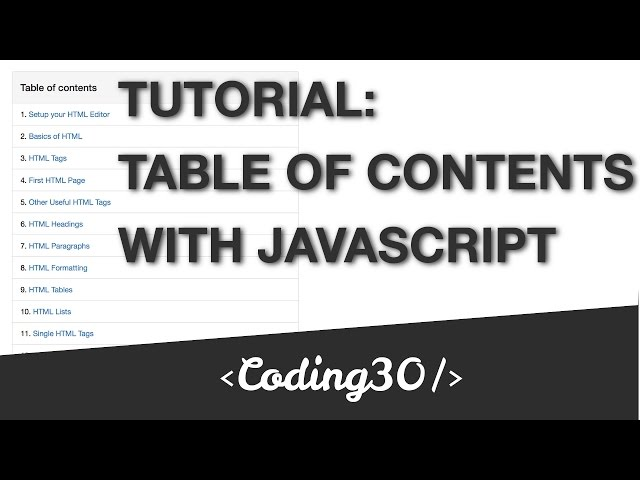 Table of contents
1. Setup your HTML Editor
2. Basics of HTML
3. HTML Tags
4. First HTML Page
5. Other Useful HTML Tags
6. HTML Headings
7. HTML Paragraphs
8. HTML Formatting
9. HTML Tables
10. HTML Lists
11. Single HTML Tags
TUTORIAL:
TABLE OF CONTENTS
WITH JAVASCRIPT
<Coding30/>